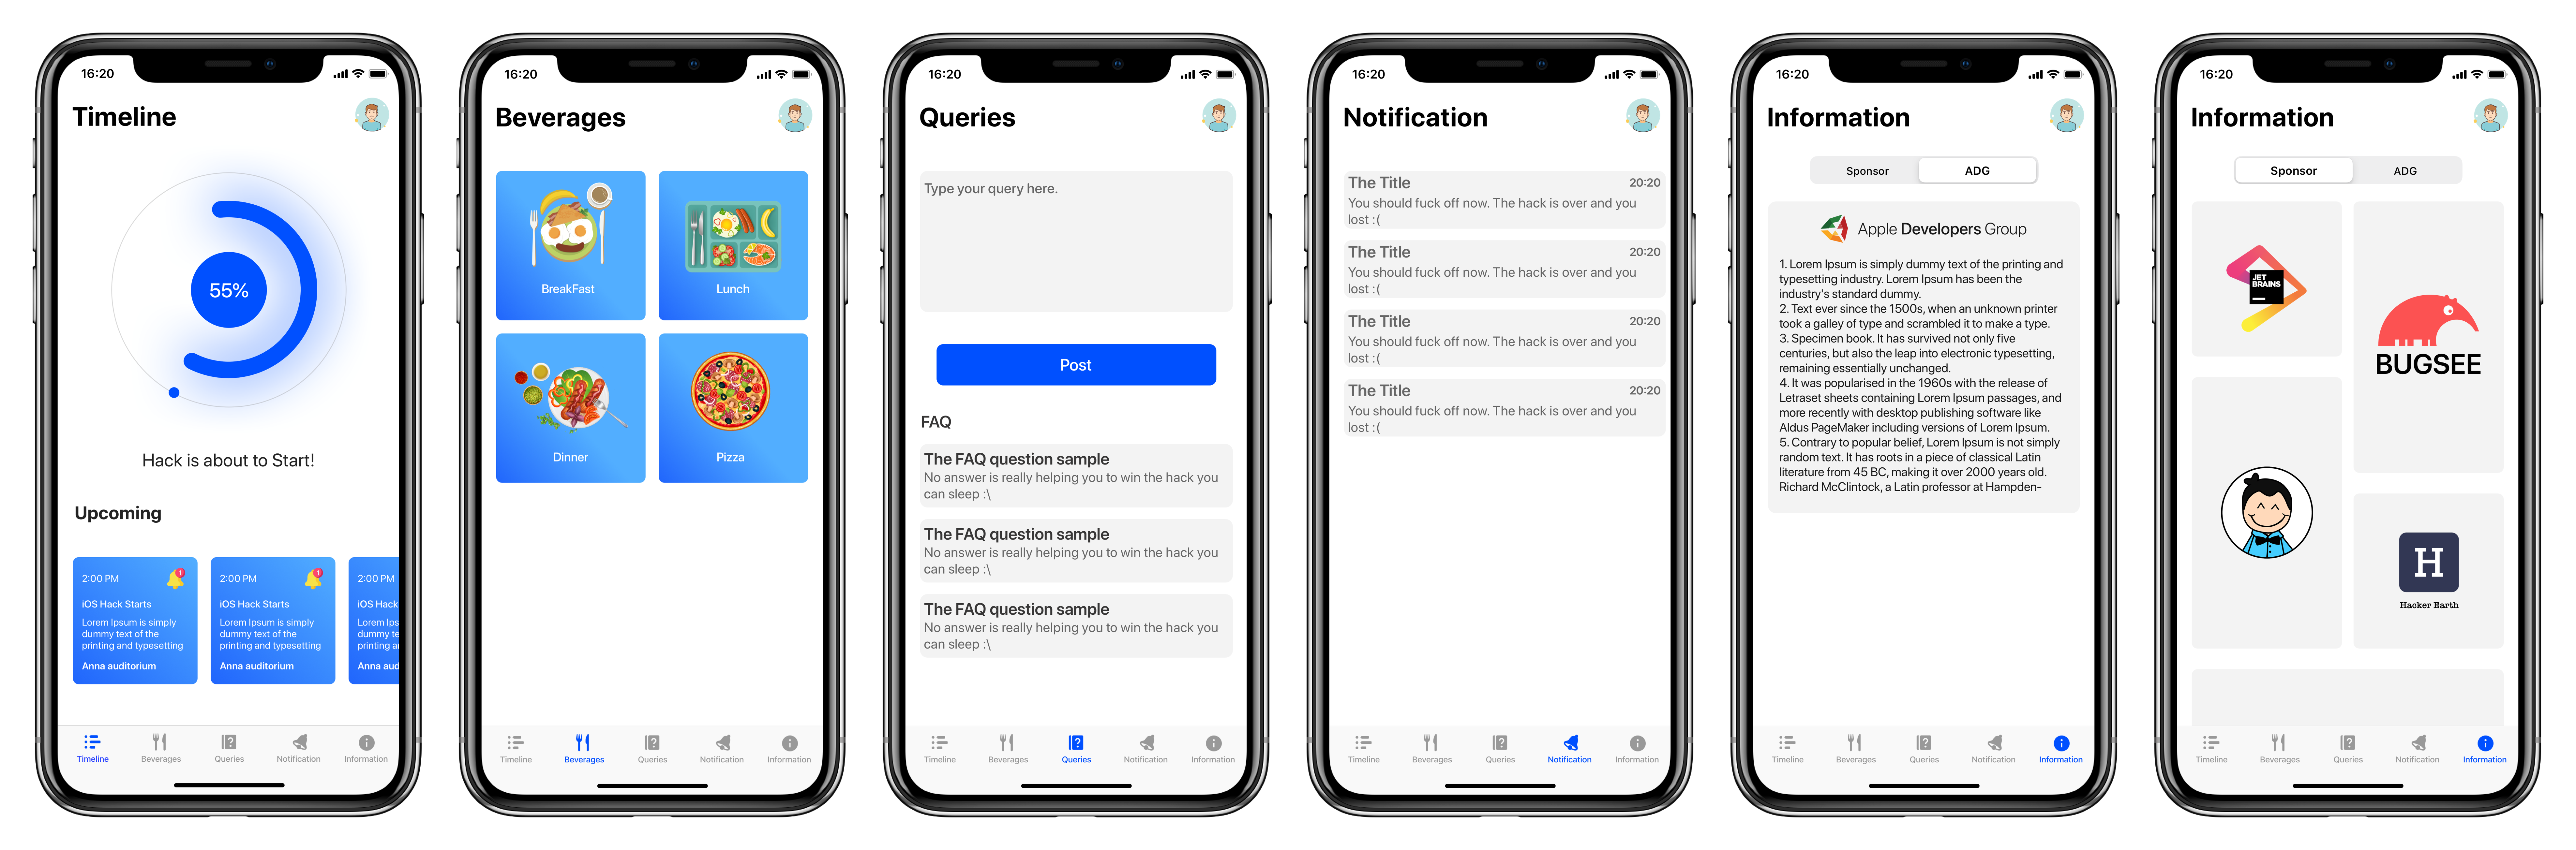 16:20
Timeline
55%
Hack is about to Start!
Upcoming
2:00 PM
1
iOS Hack Starts
Lorem Ipsum is simply
dummy text of the
printing and typesetting
Anna auditorium
2:00 PM
1
iOS Hack Starts
Lorem Ipsum is simply
dummy text of the
printing and typesetting
Anna auditorium
2:00 PM
iOS Hack
Lorem Ips
dummy te
printing a
Anna aud
Timeline
Beverages
Queries
Notification
Information
16:20
Beverages
BreakFast
Lunch
Dinner
Pizza
Timeline
Beverages
Queries
Notification
Information
16:20
Queries
Type your query here.
Post
FAQ
The FAQ question sample
No answer is really helping you to win the hack you
can sleep :\
The FAQ question sample
No answer is really helping you to win the hack you
can sleep :\
The FAQ question sample
No answer is really helping you to win the hack you
can sleep :\
Timeline
Beverages
Queries
Notification
Information
16:20
Notification
The Title 20:20
You should fuck off now. The hack is over and you
lost :(
The Title 20:20
You should fuck off now. The hack is over and you
lost :(
The Title 20:20
You should fuck off now. The hack is over and you
lost :(
The Title 20:20
You should fuck off now. The hack is over and you
lost :(
Timeline
Beverages
Queries
Notification
Information
16:20
Information
Sponsor
ADG
Apple Developers Group
1. Lorem Ipsum is simply dummy text of the printing and
typesetting industry. Lorem Ipsum has been the
industry's standard dummy.
2. Text ever since the 1500s, when an unknown printer
took a galley of type and scrambled it to make a type.
3. Specimen book. It has survived not only five
centuries, but also the leap into electronic typesetting,
remaining essentially unchanged.
4. It was popularised in the 1960s with the release of
Letraset sheets containing Lorem Ipsum passages, and
more recently with desktop publishing software like
Aldus PageMaker including versions of Lorem Ipsum.
5. Contrary to popular belief, Lorem Ipsum is not simply
random text. It has roots in a piece of classical Latin
literature from 45 BC, making it over 2000 years old.
Richard McClintock, a Latin professor at Hampden-
Timeline
Beverages
Queries
Notification
Information
16:20
Information
Sponsor
ADG
JET
BRAINS
BUGSEE
H
Hacker Earth
Timeline
Beverages
Queries
Notification
Information